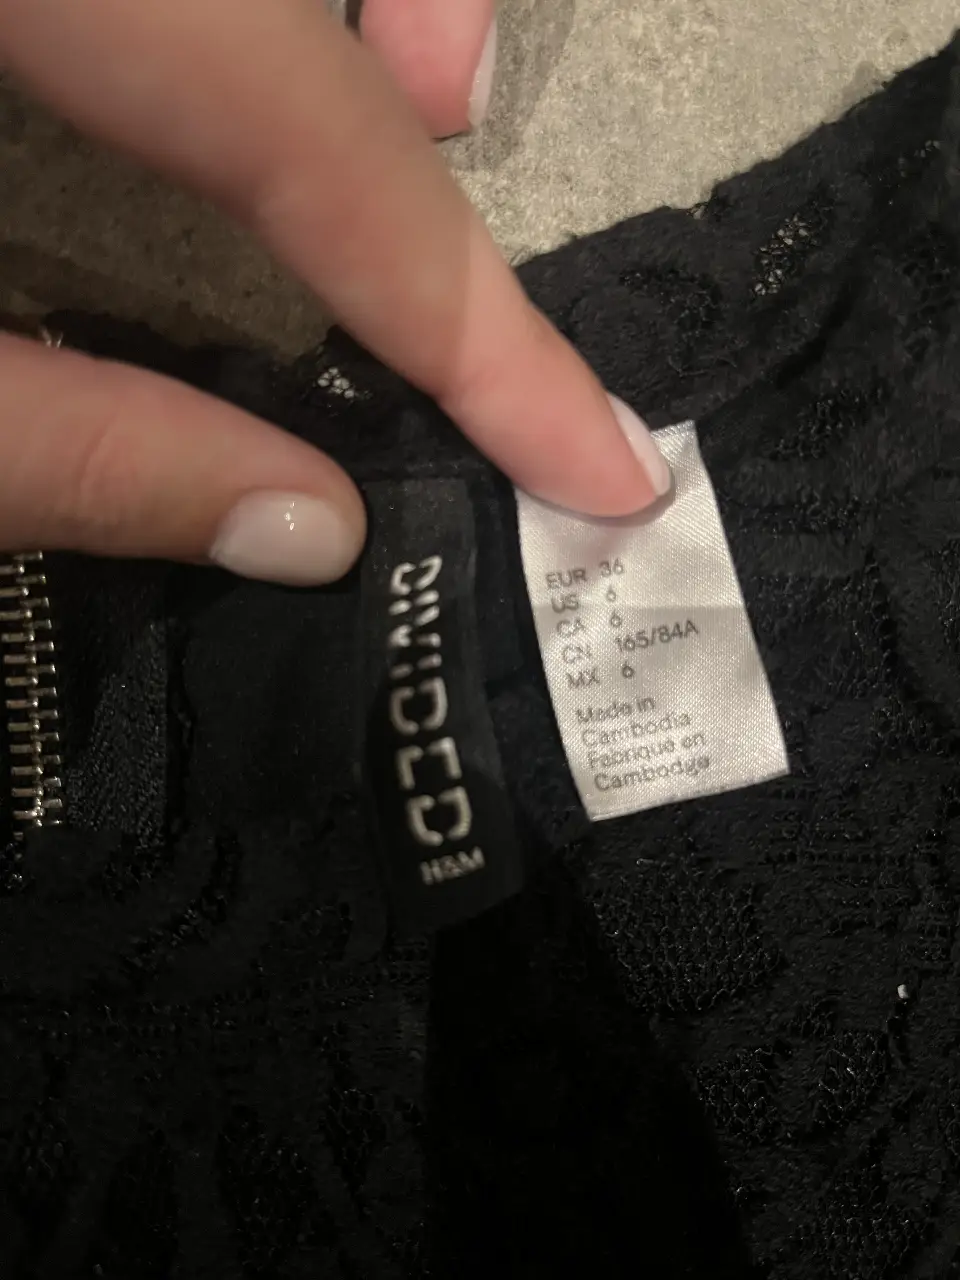 DIVIDED
H&M
EUR 36
US 6
CA 6
CN 165/84A
MX 6
Made in
Cambodia
Fabriqué en
Cambodge